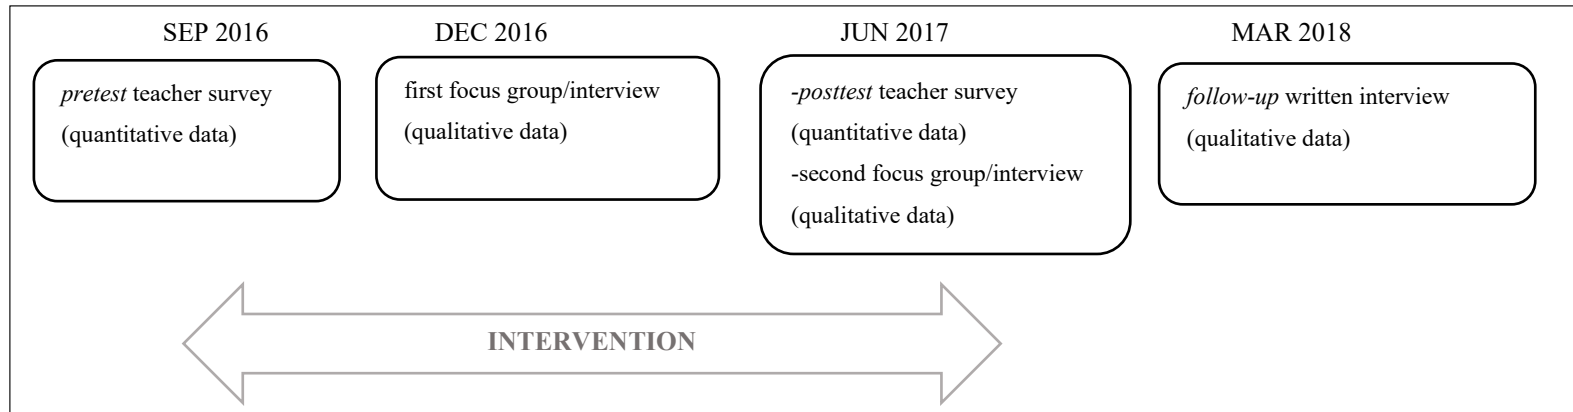 SEP 2016
pretest teacher survey
(quantitative data)
DEC 2016
first focus group/interview
(qualitative data)
JUN 2017
-posttest teacher survey
(quantitative data)
-second focus group/interview
(qualitative data)
MAR 2018
follow-up written interview
(qualitative data)
INTERVENTION